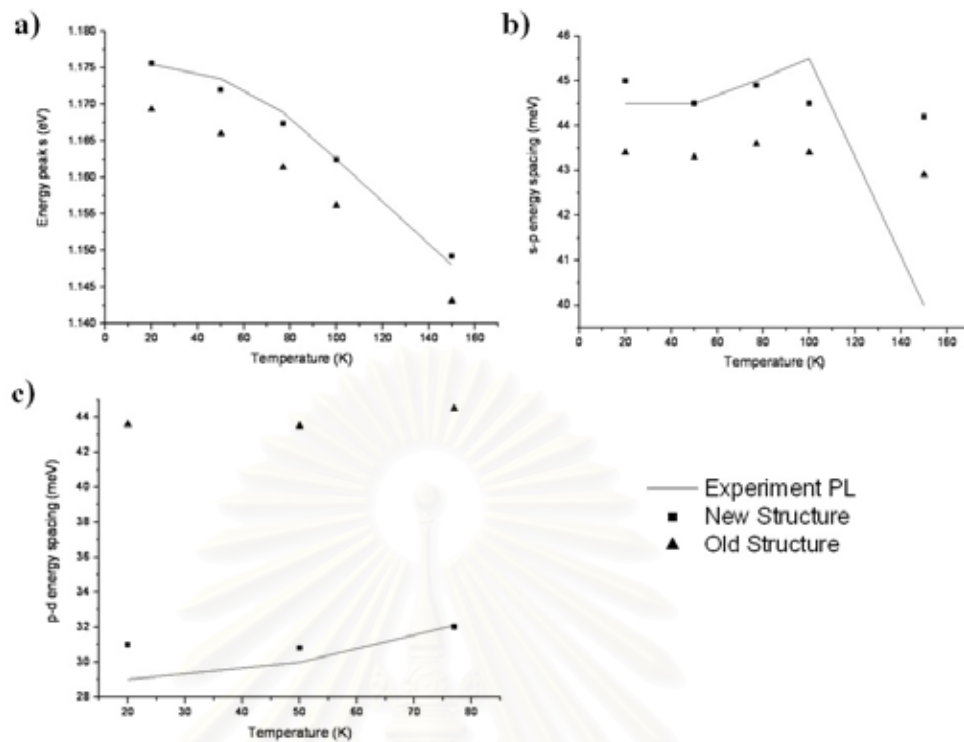 a)
1.180
1.175
1.170
1.165
1.160
1.155
1.150
1.145
1.140
Energy peak s (eV)
0 20 40 60 80 100 120 140 160
Temperature (K)
b)
46
45
44
43
42
41
40
s-p energy spacing (meV)
0 20 40 60 80 100 120 140 160
Temperature (K)
c)
44
42
40
38
36
34
32
30
28
p-d energy spacing (meV)
20 30 40 50 60 70 80
Temperature (K)
Experiment PL
New Structure
Old Structure